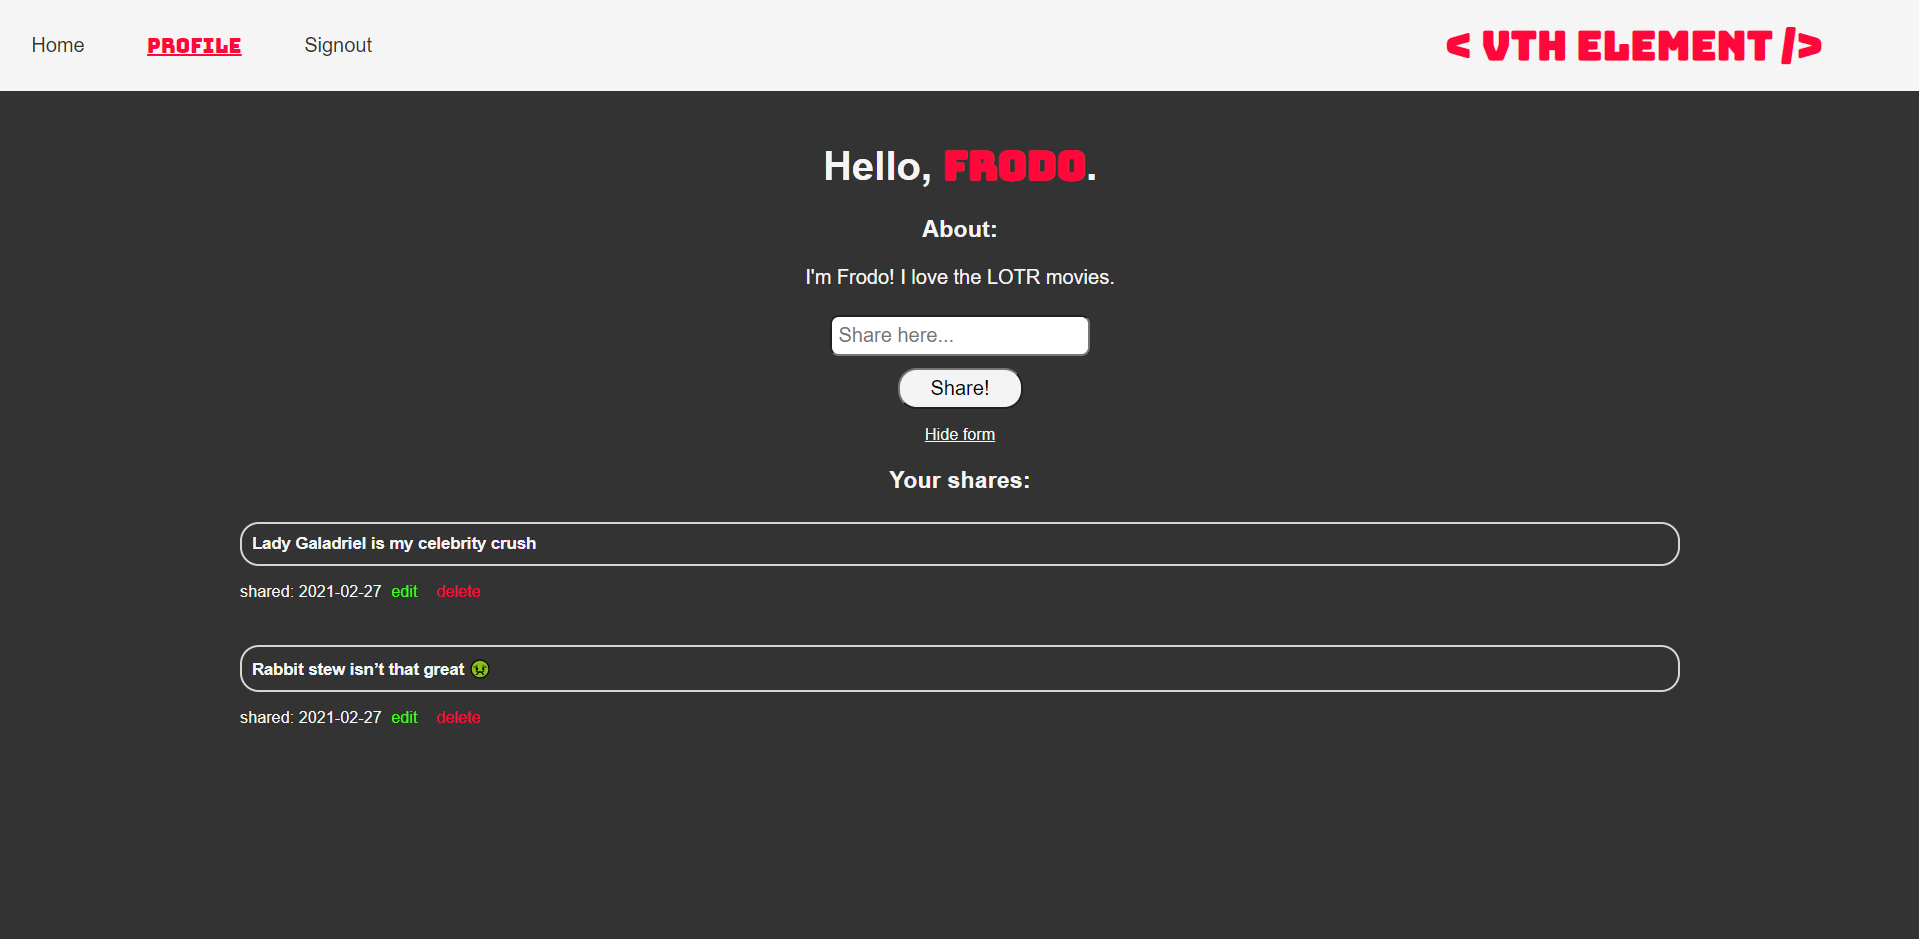 Home PROFILE Signout < VTH ELEMENT />
Hello, FRODO.
About:
I'm Frodo! I love the LOTR movies.
Share here...
Share!
Hide form
Your shares:
Lady Galadriel is my celebrity crush
shared: 2021-02-27 edit delete
Rabbit stew isn’t that great 🤢
shared: 2021-02-27 edit delete